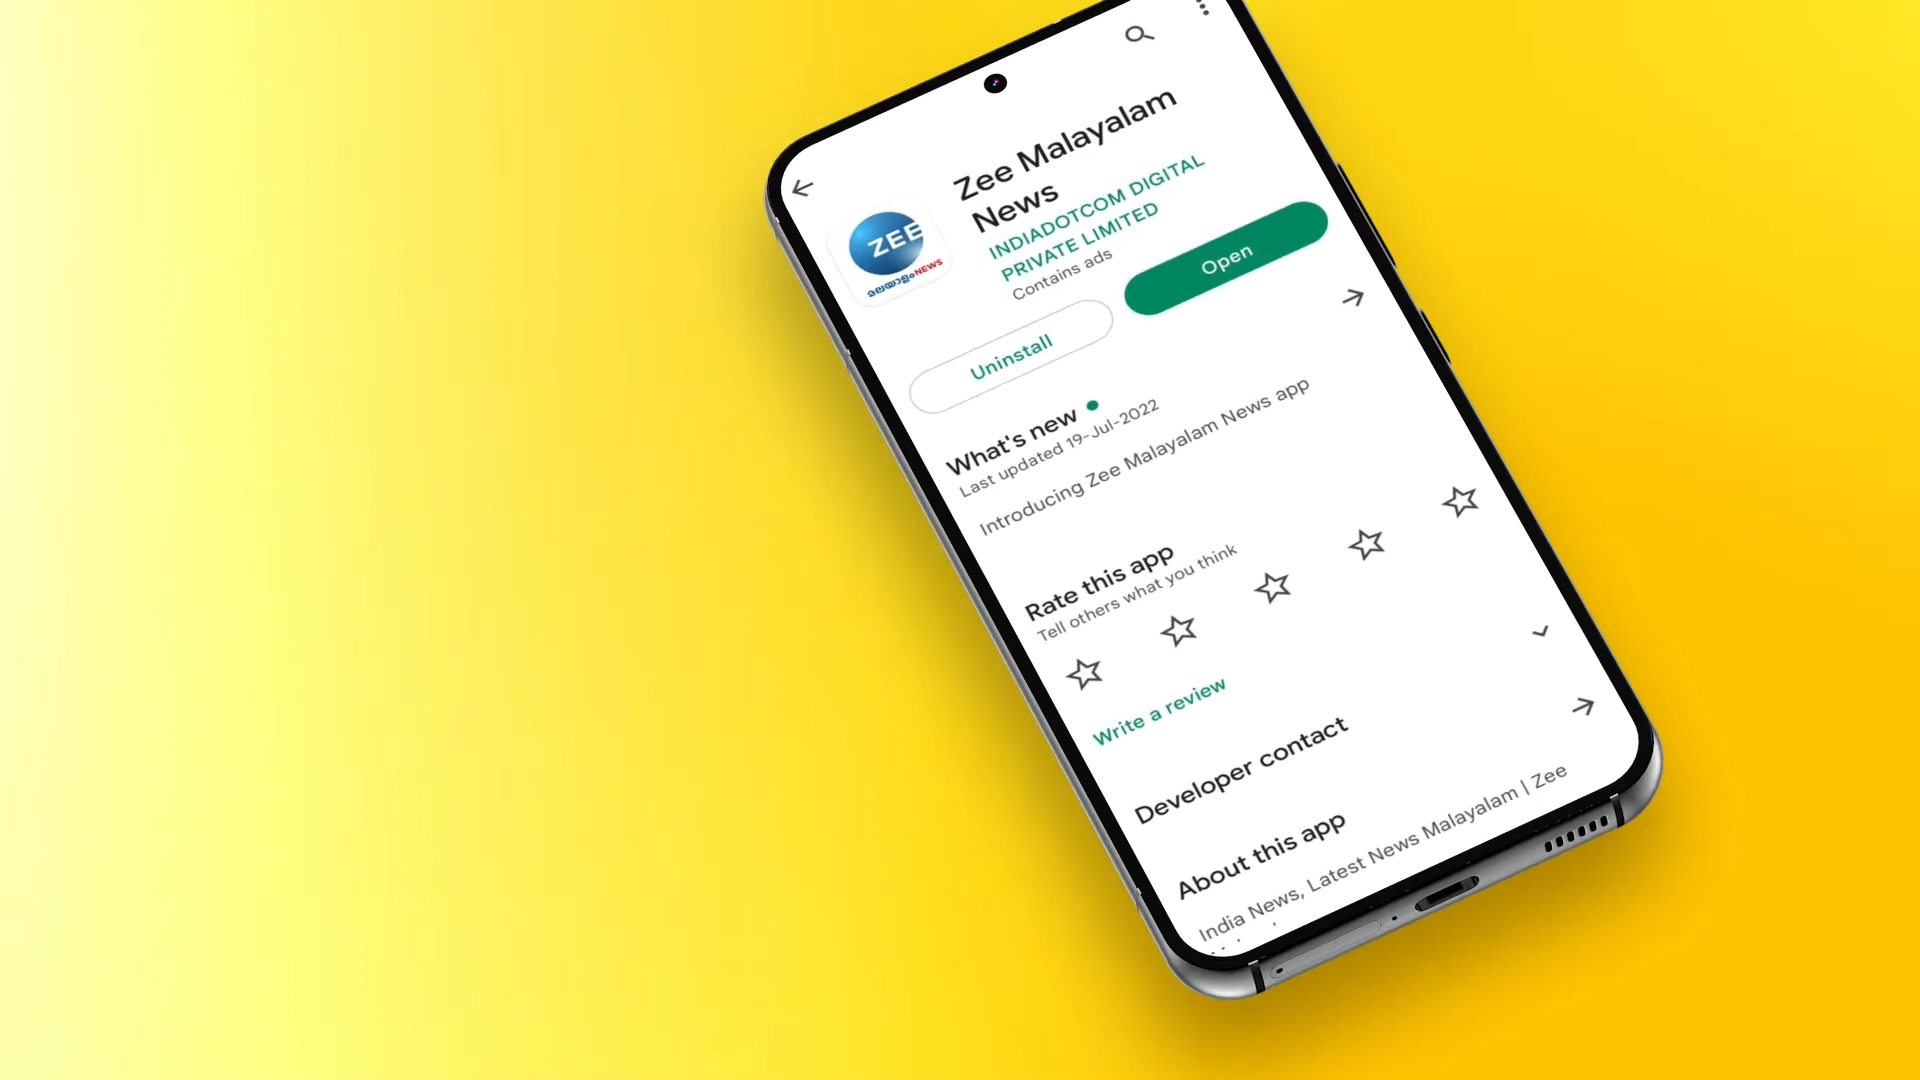 Zee Malayalam
News
INDIADOTCOM DIGITAL
PRIVATE LIMITED
Contains ads
ZEE
മലയാളം NEWS
Uninstall
Open
What's new
Last updated 19-Jul-2022
Introducing Zee Malayalam News app
Rate this app
Tell others what you think
Write a review
Developer contact
About this app
India News, Latest News Malayalam | Zee